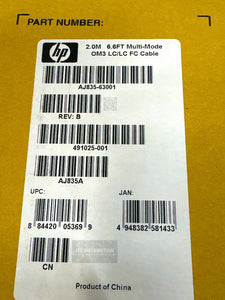 PART NUMBER:
hp
2.0M 6.6FT Multi-Mode
OM3 LC/LC FC Cable
AJ835-63001
REV: B
491025-001
AJ835A
UPC:
JAN:
8 84420 05369 9
4 948382 581433
CN
Product of China